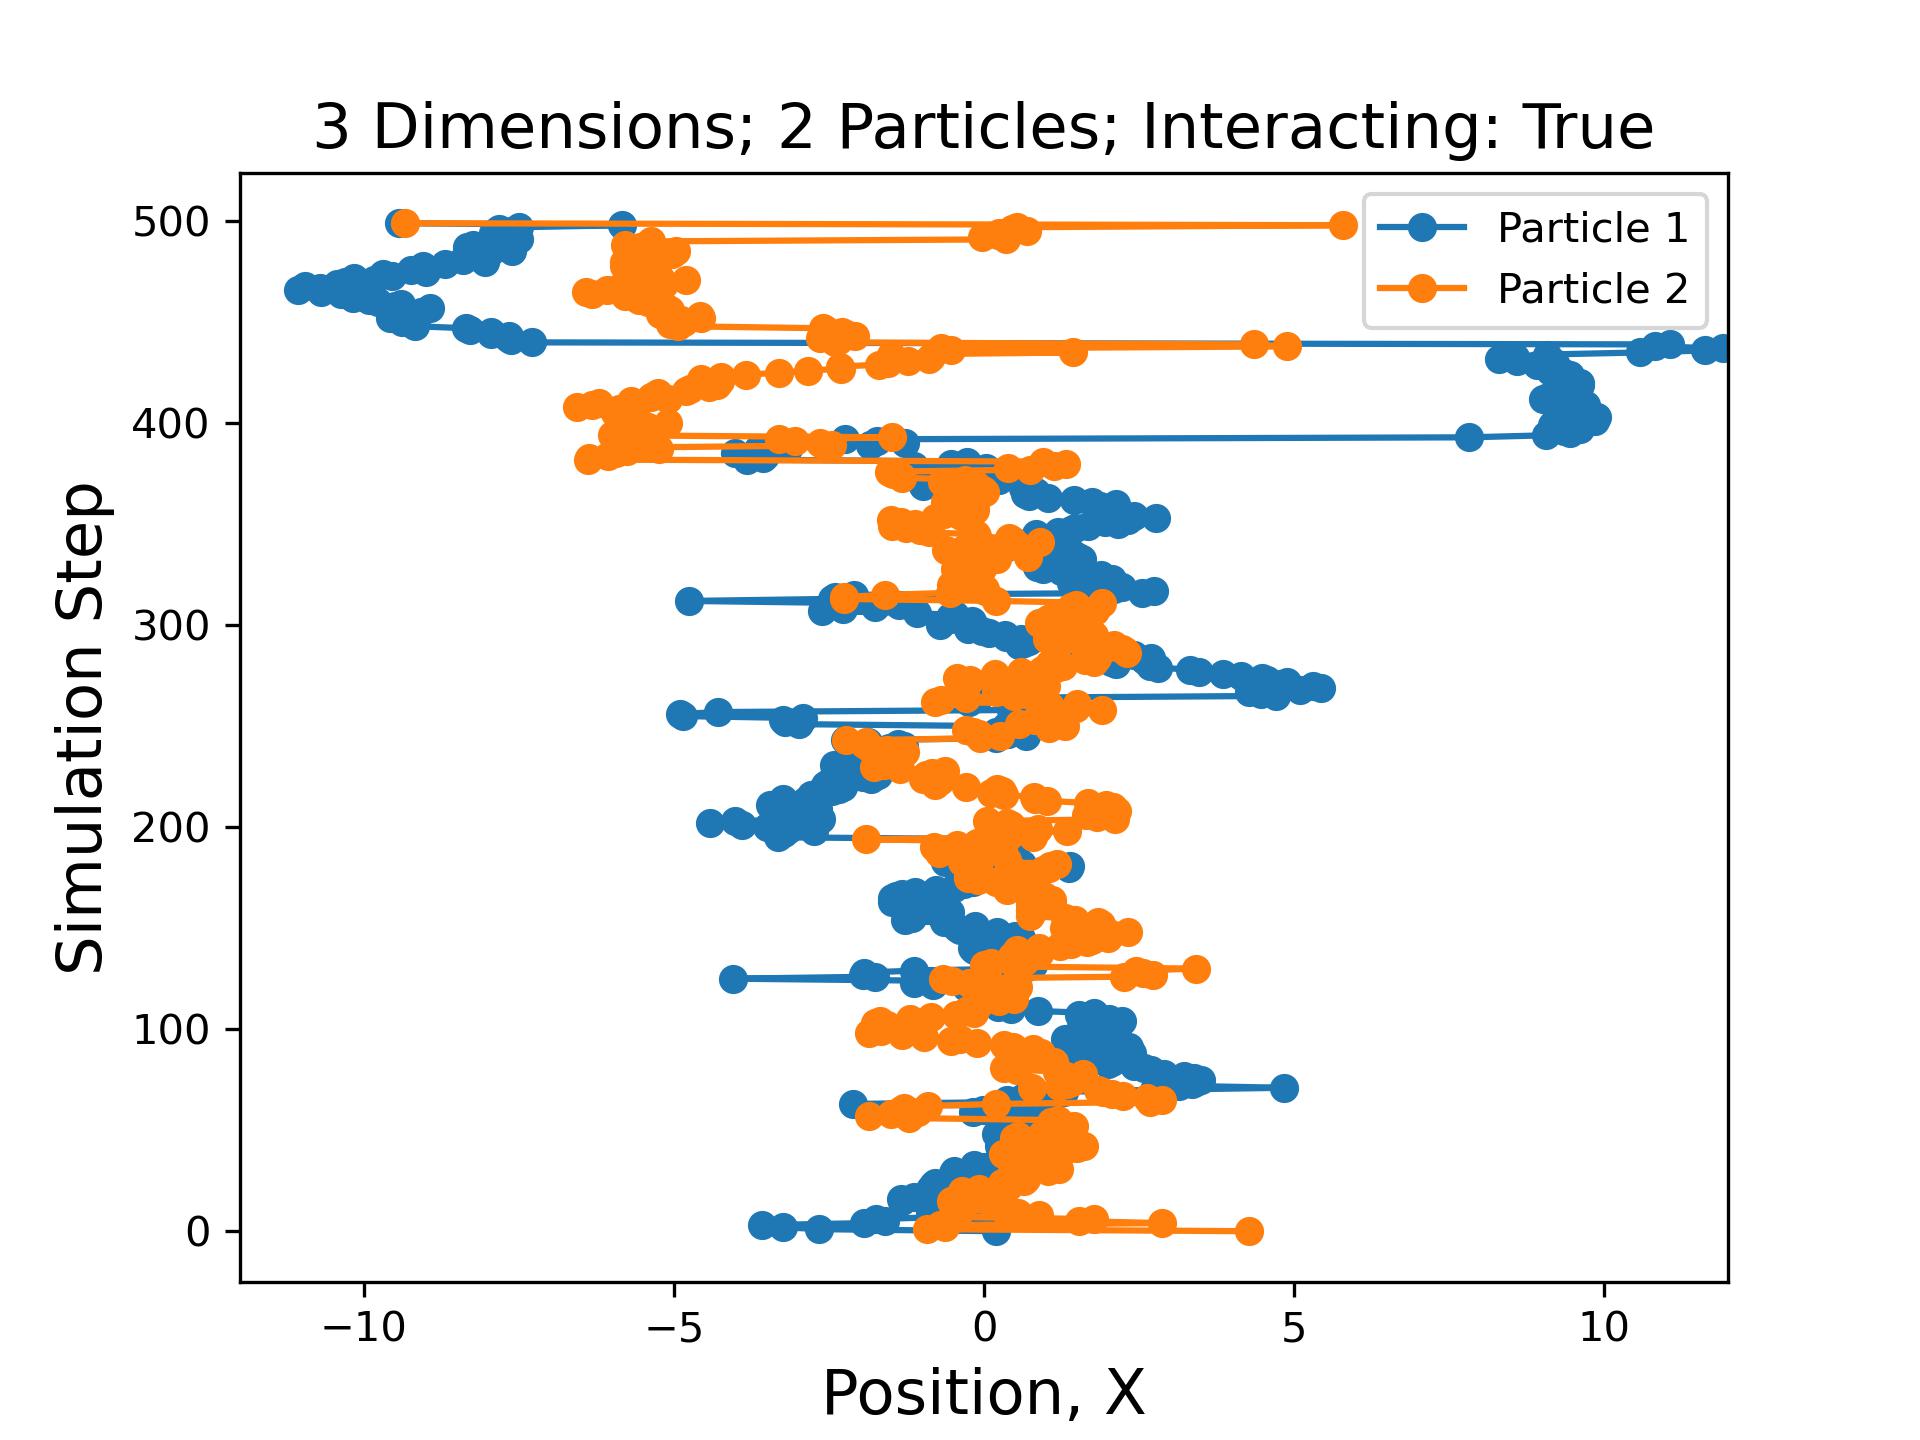 3 Dimensions; 2 Particles; Interacting: True
Particle 1
Particle 2
500
400
300
200
100
0
Simulation Step
−10
−5
0
5
10
Position, X